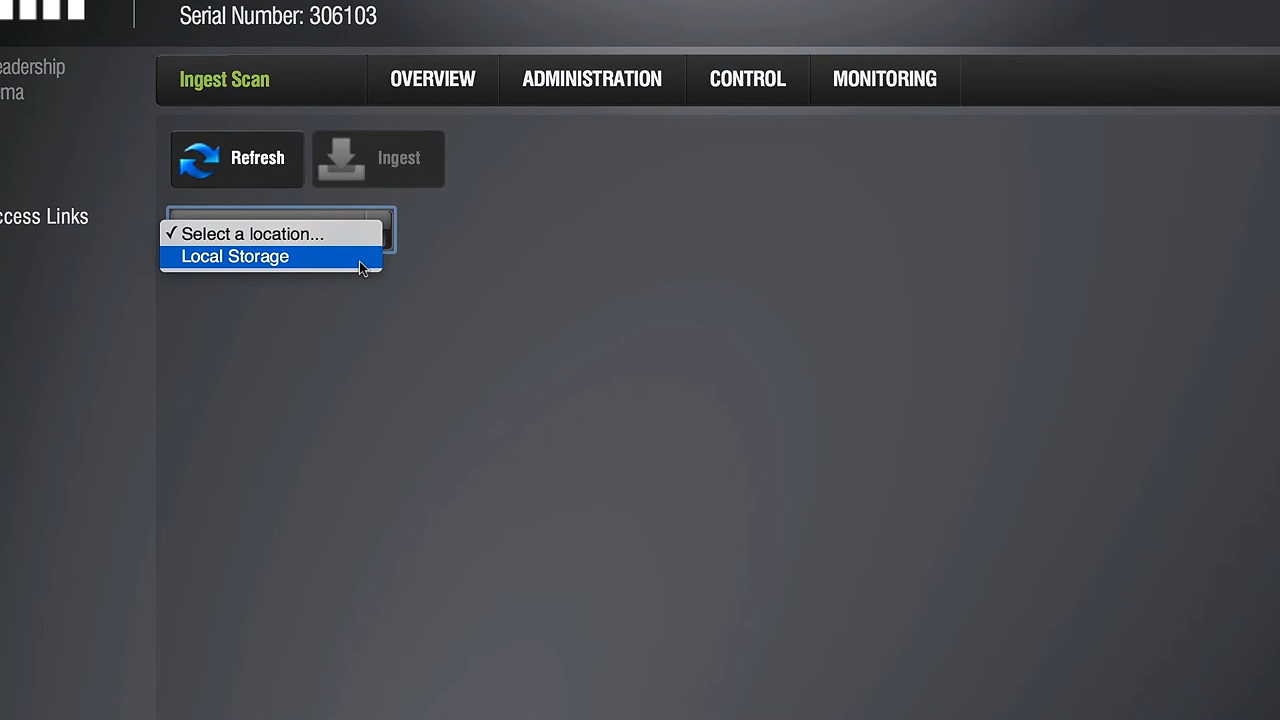 Serial Number: 306103
eadership
ma
Ingest Scan
OVERVIEW
ADMINISTRATION
CONTROL
MONITORING
Refresh
Ingest
ccess Links
✓ Select a location...
Local Storage